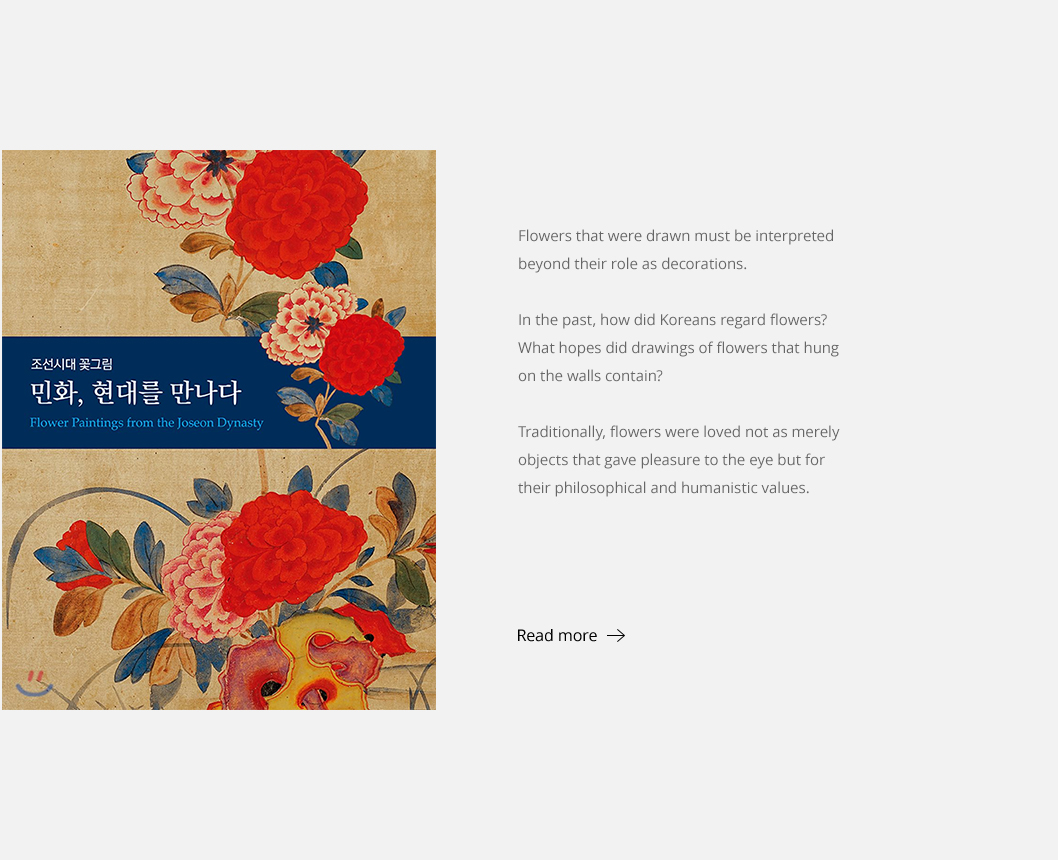 조선시대 꽃그림
민화, 현대를 만나다
Flower Paintings from the Joseon Dynasty
Flowers that were drawn must be interpreted
beyond their role as decorations.
In the past, how did Koreans regard flowers?
What hopes did drawings of flowers that hung
on the walls contain?
Traditionally, flowers were loved not as merely
objects that gave pleasure to the eye but for
their philosophical and humanistic values.
Read more